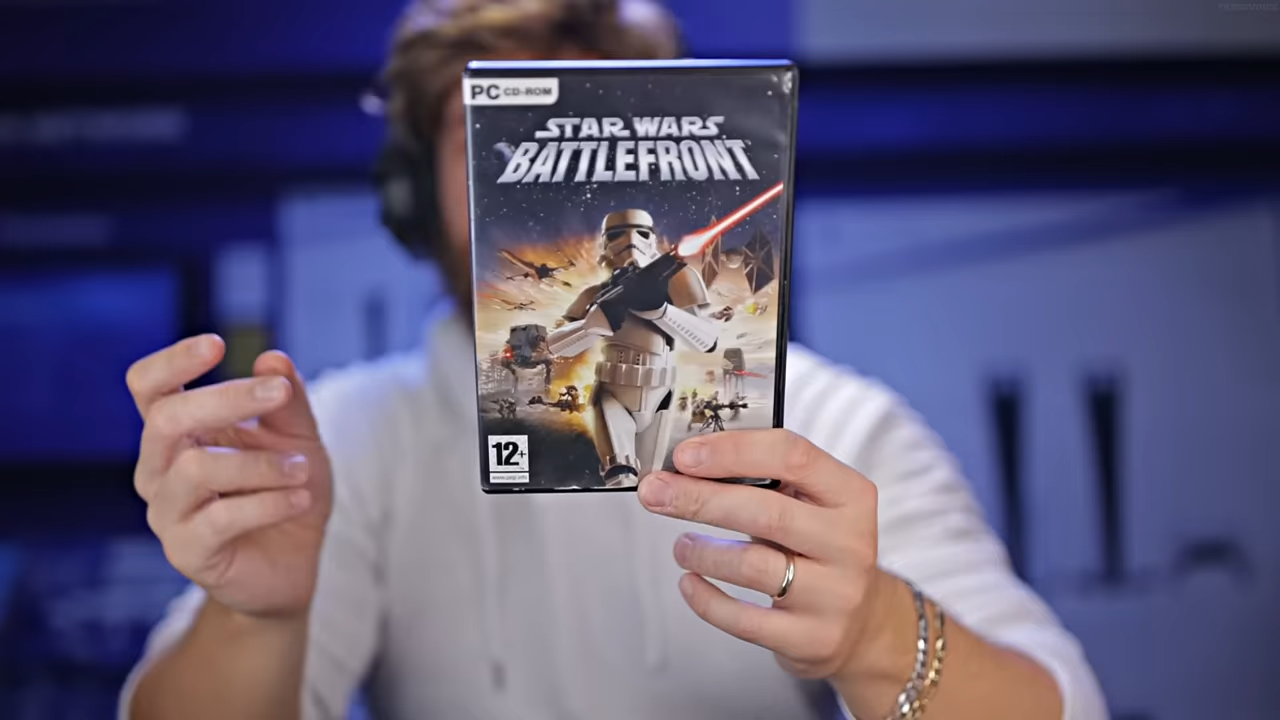 PC CD-ROM
STAR WARS
BATTLEFRONT
12+
www.pegi.info